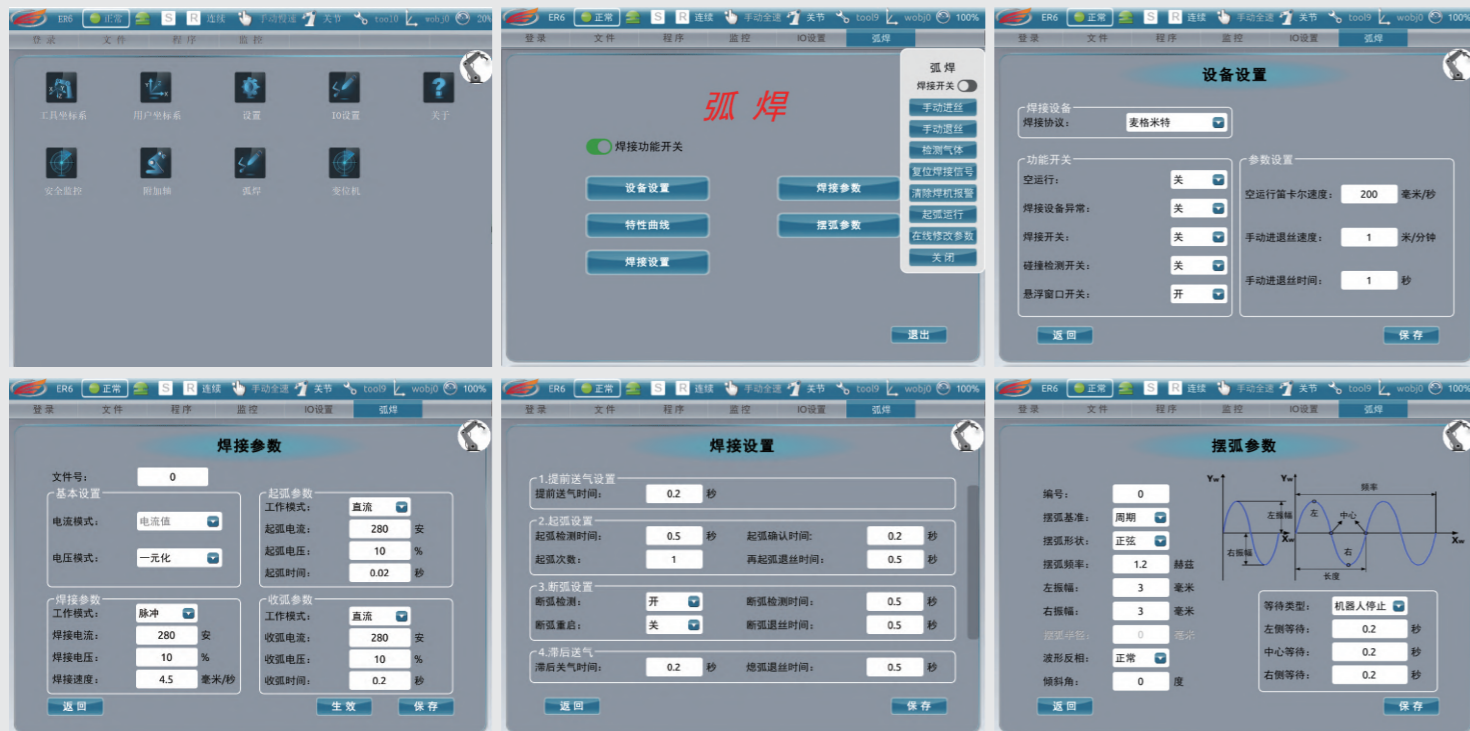 ER6 正常 S R 连续 手动慢速 关节 tool0 wobj0 20%
登录 文件 程序 监控
工具坐标系 用户坐标系 设置 IO设置 关于
安全监控 附加轴 弧焊 变位机
ER6 正常 S R 连续 手动全速 关节 tool9 wobj0 100%
登录 文件 程序 监控 IO设置 弧焊
弧焊
焊接功能开关
设备设置 焊接参数
特性曲线 摆弧参数
焊接设置
退出
弧焊
焊接开关
手动进丝
手动退丝
检测气体
复位焊接信号
清除焊机报警
起弧运行
在线修改参数
关闭
ER6 正常 S R 连续 手动全速 关节 tool9 wobj0 100%
登录 文件 程序 监控 IO设置 弧焊
设备设置
焊接设备
焊接协议: 麦格米特
功能开关
空运行: 关
焊接设备异常: 关
焊接开关: 关
碰撞检测开关: 关
悬浮窗口开关: 开
参数设置
空运行笛卡尔速度: 200 毫米/秒
手动进退丝速度: 1 米/分钟
手动进退丝时间: 1 秒
返回 保存
ER6 正常 S R 连续 手动全速 关节 tool9 wobj0 100%
登录 文件 程序 监控 IO设置 弧焊
焊接参数
文件号: 0
基本设置
电流模式: 电流值
电压模式: 一元化
起弧参数
工作模式: 直流
起弧电流: 280 安
起弧电压: 10 %
起弧时间: 0.02 秒
焊接参数
工作模式: 脉冲
焊接电流: 280 安
焊接电压: 10 %
焊接速度: 4.5 毫米/秒
收弧参数
工作模式: 直流
收弧电流: 280 安
收弧电压: 10 %
收弧时间: 0.2 秒
返回 生效 保存
ER6 正常 S R 连续 手动全速 关节 tool9 wobj0 100%
登录 文件 程序 监控 IO设置 弧焊
焊接设置
1.提前送气设置
提前送气时间: 0.2 秒
2.起弧设置
起弧检测时间: 0.5 秒 起弧确认时间: 0.2 秒
起弧次数: 1 再起弧退丝时间: 0.5 秒
3.断弧设置
断弧检测: 开 断弧检测时间: 0.5 秒
断弧重启: 关 断弧退丝时间: 0.5 秒
4.滞后送气
滞后关气时间: 0.2 秒 熄弧退丝时间: 0.5 秒
返回 保存
ER6 正常 S R 连续 手动全速 关节 tool9 wobj0 100%
登录 文件 程序 监控 IO设置 弧焊
摆弧参数
编号: 0
摆弧基准: 周期
摆弧形状: 正弦
摆弧频率: 1.2 赫兹
左振幅: 3 毫米
右振幅: 3 毫米
摆弧半径: 0 毫米
波形反相: 正常
倾斜角: 0 度
Yw Yw
频率
左振幅 左 中心
Xw Xw
右振幅 右
长度
等待类型: 机器人停止
左侧等待: 0.2 秒
中心等待: 0.2 秒
右侧等待: 0.2 秒
返回 保存